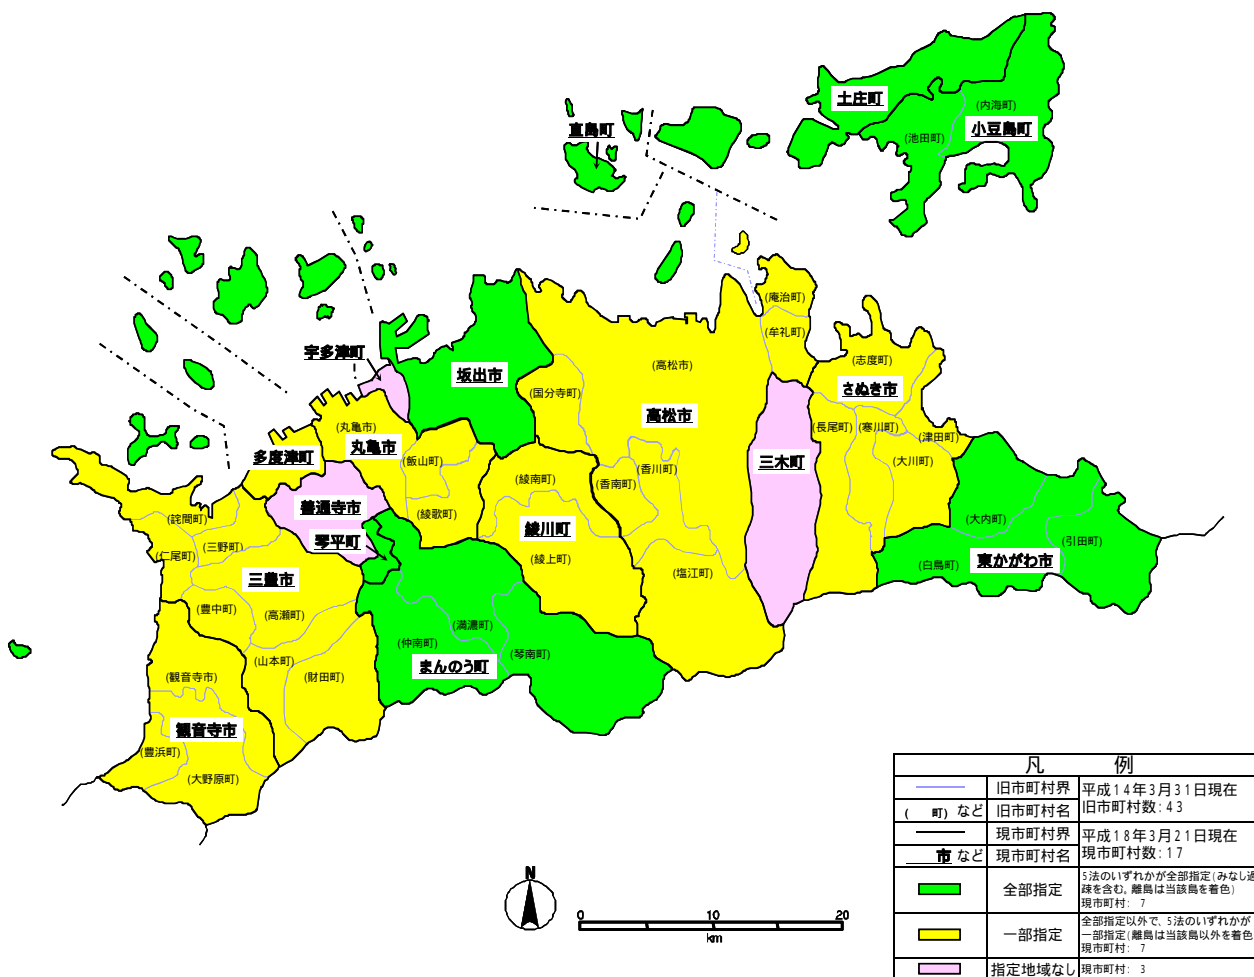 土庄町
(内海町)
直島町
小豆島町
(池田町)
(庵治町)
(牟礼町)
宇多津町
坂出市
(高松市)
(志度町)
さぬき市
(国分寺町)
高松市
(丸亀市)
丸亀市
(長尾町)
(寒川町)
(津田町)
多度津町
(飯山町)
三木町
(大川町)
(香川町)
(綾南町)
(香南町)
善通寺市
(綾歌町)
(詫間町)
(大内町)
綾川町
琴平町
(三野町)
(引田町)
(仁尾町)
(綾上町)
東かがわ市
(白鳥町)
三豊市
(塩江町)
(豊中町)
(高瀬町)
(満濃町)
(仲南町)
(琴南町)
(山本町)
まんのう町
(観音寺市)
(財田町)
観音寺市
(豊浜町)
(大野原町)
凡 例
旧市町村界
平成14年3月31日現在
( 町) など 旧市町村名
旧市町村数:43
現市町村界
平成18年3月21日現在
市 など 現市町村名
現市町村数:17
全部指定
5法のいずれかが全部指定(みなし過
疎を含む。離島は当該島を着色)
現市町村: 7
一部指定
全部指定以外で、5法のいずれかが
一部指定(離島は当該島以外を着色
現市町村: 7
指定地域なし 現市町村: 3
N
0 10 20
km